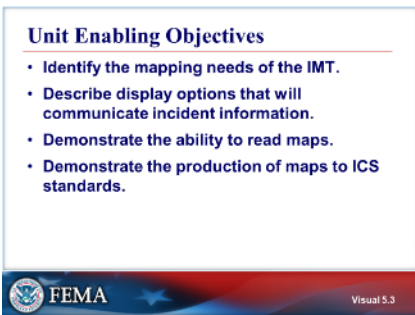 Unit Enabling Objectives
• Identify the mapping needs of the IMT.
• Describe display options that will
communicate incident information.
• Demonstrate the ability to read maps.
• Demonstrate the production of maps to ICS
standards.
FEMA
Visual 5.3